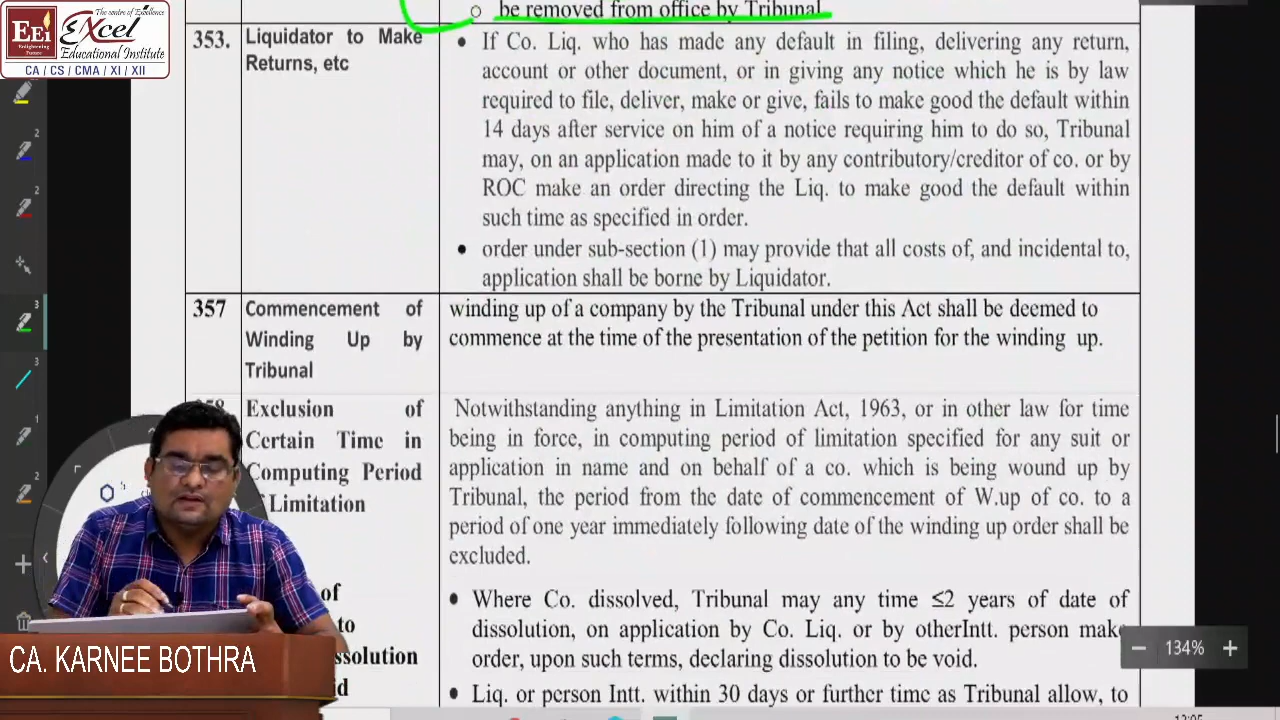 The centre of Excellence
EEi EXcel
Enlightening
Future
Educational Institute
CA / CS / CMA / XI / XII
be removed from office by Tribunal
353. Liquidator to Make
Returns, etc
• If Co. Liq. who has made any default in filing, delivering any return,
account or other document, or in giving any notice which he is by law
required to file, deliver, make or give, fails to make good the default within
14 days after service on him of a notice requiring him to do so, Tribunal
may, on an application made to it by any contributory/creditor of co. or by
ROC make an order directing the Liq. to make good the default within
such time as specified in order.
• order under sub-section (1) may provide that all costs of, and incidental to,
application shall be borne by Liquidator.
357 Commencement of
Winding Up by
Tribunal
winding up of a company by the Tribunal under this Act shall be deemed to
commence at the time of the presentation of the petition for the winding up.
Exclusion of
Certain Time in
Computing Period
Limitation
Notwithstanding anything in Limitation Act, 1963, or in other law for time
being in force, in computing period of limitation specified for any suit or
application in name and on behalf of a co. which is being wound up by
Tribunal, the period from the date of commencement of W.up of co. to a
period of one year immediately following date of the winding up order shall be
excluded.
of
to
• Where Co. dissolved, Tribunal may any time ≤2 years of date of
dissolution, on application by Co. Liq. or by otherIntt. person make
order, upon such terms, declaring dissolution to be void.
• Liq. or person Intt. within 30 days or further time as Tribunal allow, to
134%
CA. KARNEE BOTHRA